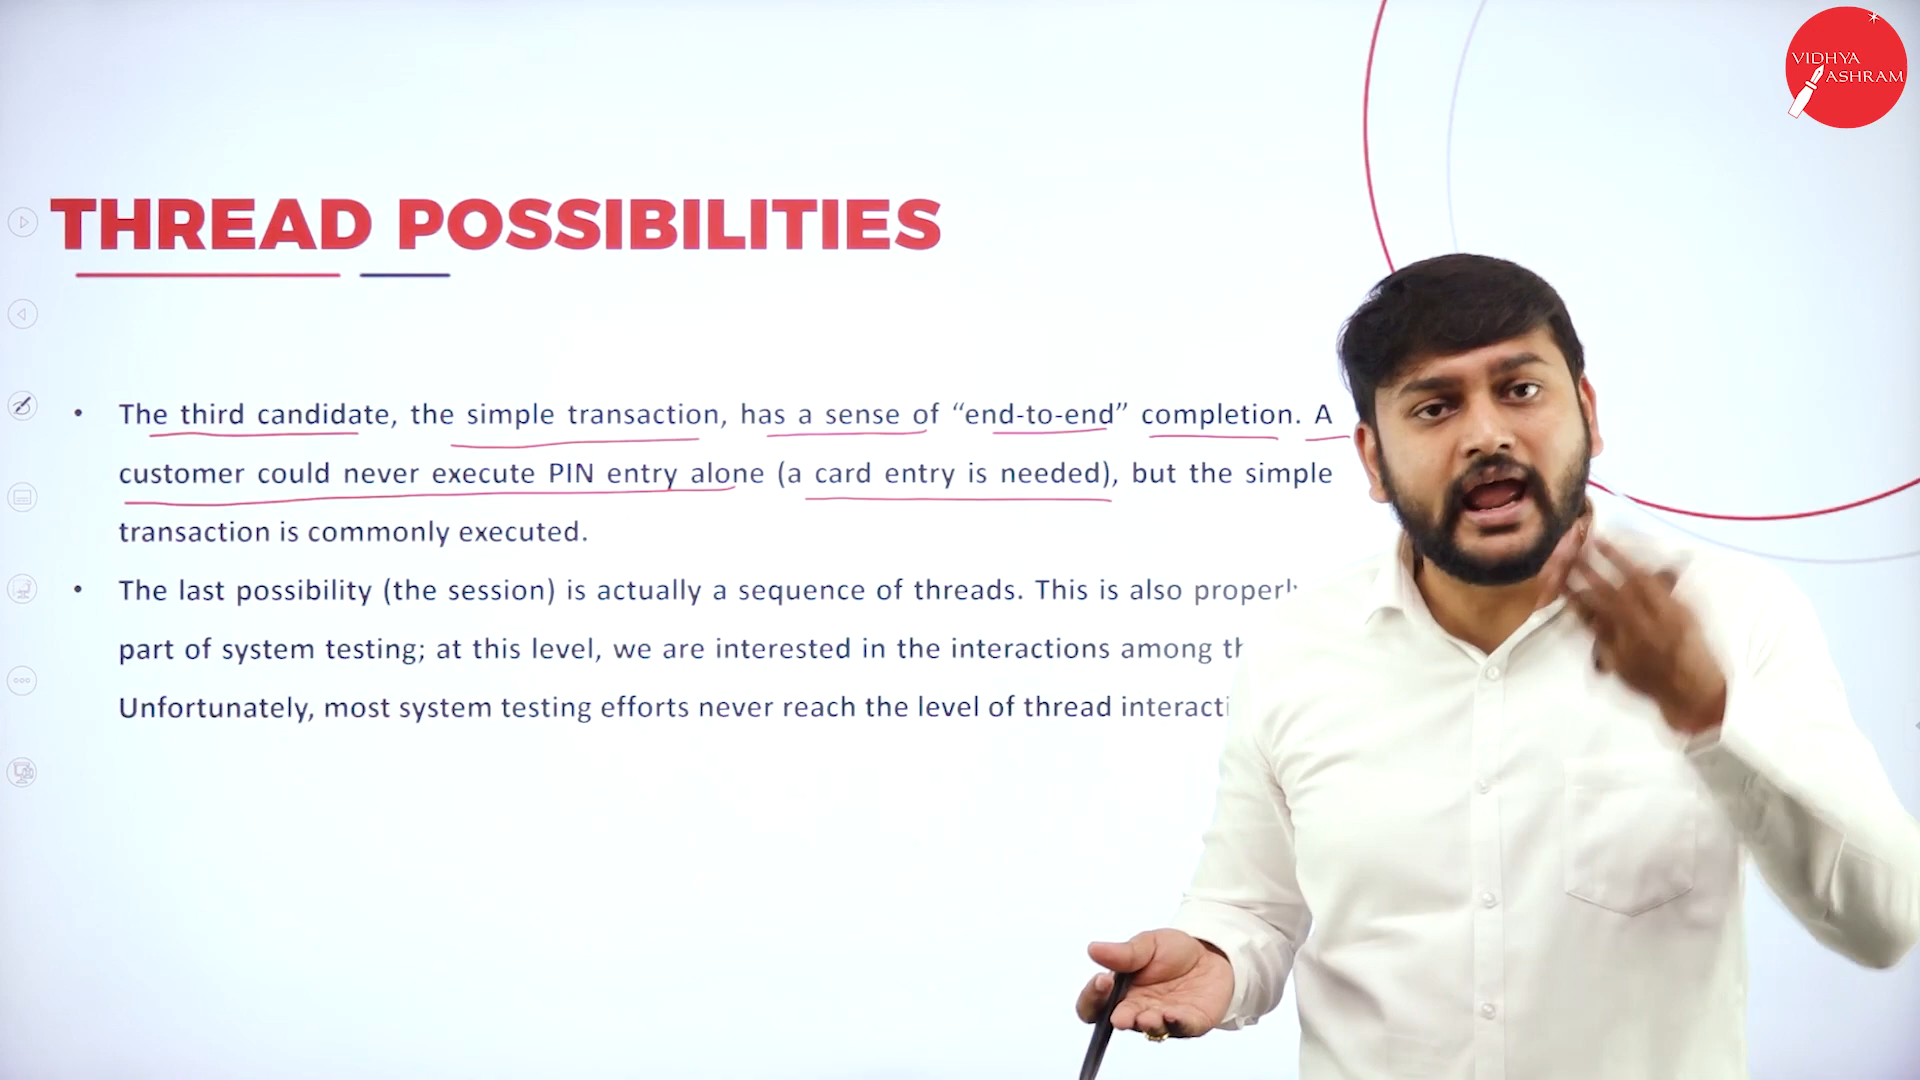 VIDHYA
ASHRAM
THREAD POSSIBILITIES
• The third candidate, the simple transaction, has a sense of “end-to-end” completion. A
customer could never execute PIN entry alone (a card entry is needed), but the simple
transaction is commonly executed.
• The last possibility (the session) is actually a sequence of threads. This is also
part of system testing; at this level, we are interested in the interactions among
Unfortunately, most system testing efforts never reach the level of thread